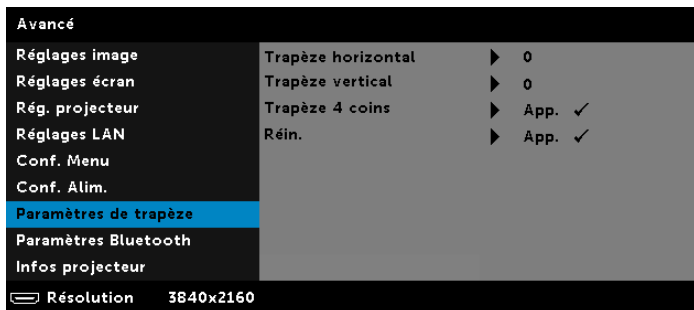 Avancé
Réglages image
Trapèze horizontal 0
Réglages écran
Trapèze vertical 0
Rég. projecteur
Trapèze 4 coins App. ✓
Réglages LAN
Réin. App. ✓
Conf. Menu
Conf. Alim.
Paramètres de trapèze
Paramètres Bluetooth
Infos projecteur
Résolution 3840x2160